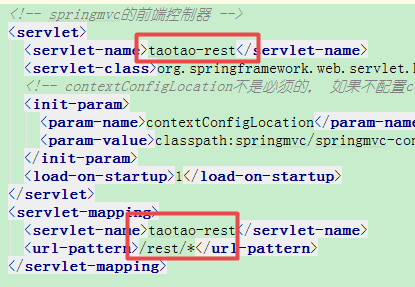 <!-- springmvc的前端控制器 -->
<servlet>
<servlet-name>taotao-rest</servlet-name>
<servlet-class>org.springframework.web.servlet.
<!-- contextConfigLocation不是必须的， 如果不配置c
<init-param>
<param-name>contextConfigLocation</param-name
<param-value>classpath:springmvc/springmvc-con
</init-param>
<load-on-startup>1</load-on-startup>
</servlet>
<servlet-mapping>
<servlet-name>taotao-rest</servlet-name>
<url-pattern>/rest/*</url-pattern>
</servlet-mapping>